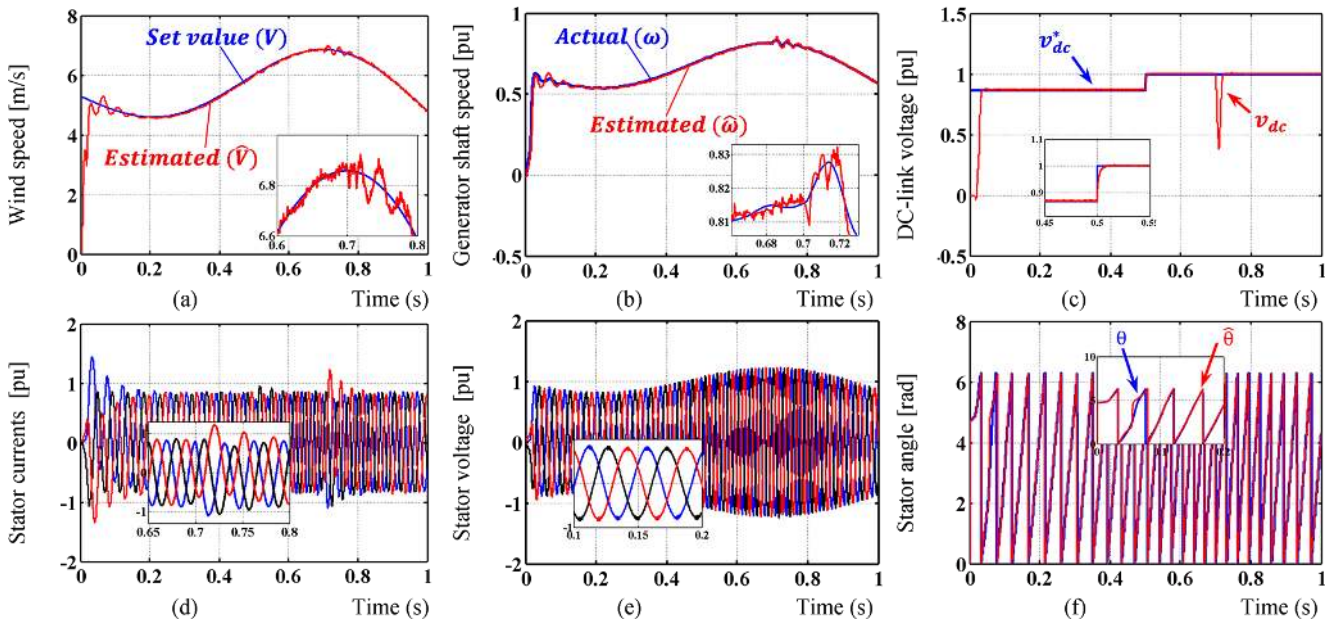 Wind speed [m/s]
8
6
4
2
0
Set value (V)
Estimated (V̂)
6.8
6.6
0.6 0.7 0.8
0 0.2 0.4 0.6 0.8 1
(a)
Time (s)
Generator shaft speed [pu]
1
0.5
0
-0.5
Actual (ω)
Estimated (ω̂)
0.83
0.82
0.81
0.68 0.7 0.72
0 0.2 0.4 0.6 0.8 1
(b)
Time (s)
DC-link voltage [pu]
1.5
1
0.5
0
-0.5
v*dc
vdc
1.1
1
0.9
0.45 0.5 0.5
0 0.2 0.4 0.6 0.8 1
(c)
Time (s)
Stator currents [pu]
2
1
0
-1
-2
1
0
-1
0.65 0.7 0.75 0.8
0 0.2 0.4 0.6 0.8 1
(d)
Time (s)
Stator voltage [pu]
2
1
0
-1
-2
-1
0.1 0.15 0.2
0 0.2 0.4 0.6 0.8 1
(e)
Time (s)
Stator angle [rad]
8
6
4
2
0
θ
θ̂
10
0 0.2 0.4 0.6 0.8 1
(f)
Time (s)